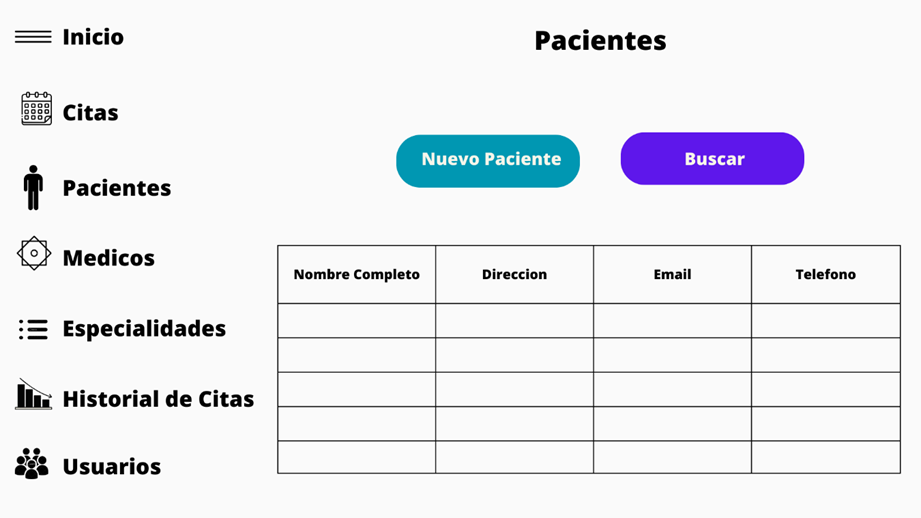 Inicio
Citas
Pacientes
Medicos
Especialidades
Historial de Citas
Usuarios
Pacientes
Nuevo Paciente
Buscar
Nombre Completo
Direccion
Email
Telefono